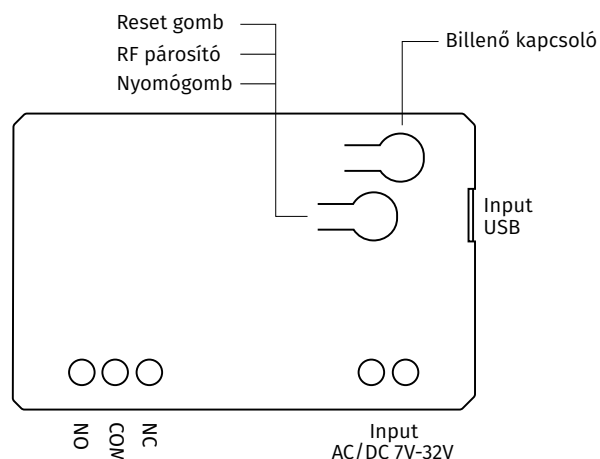 Reset gomb
RF párosító
Nyomógomb
Billenő kapcsoló
Input
USB
NO
COM
NC
Input
AC/DC 7V-32V